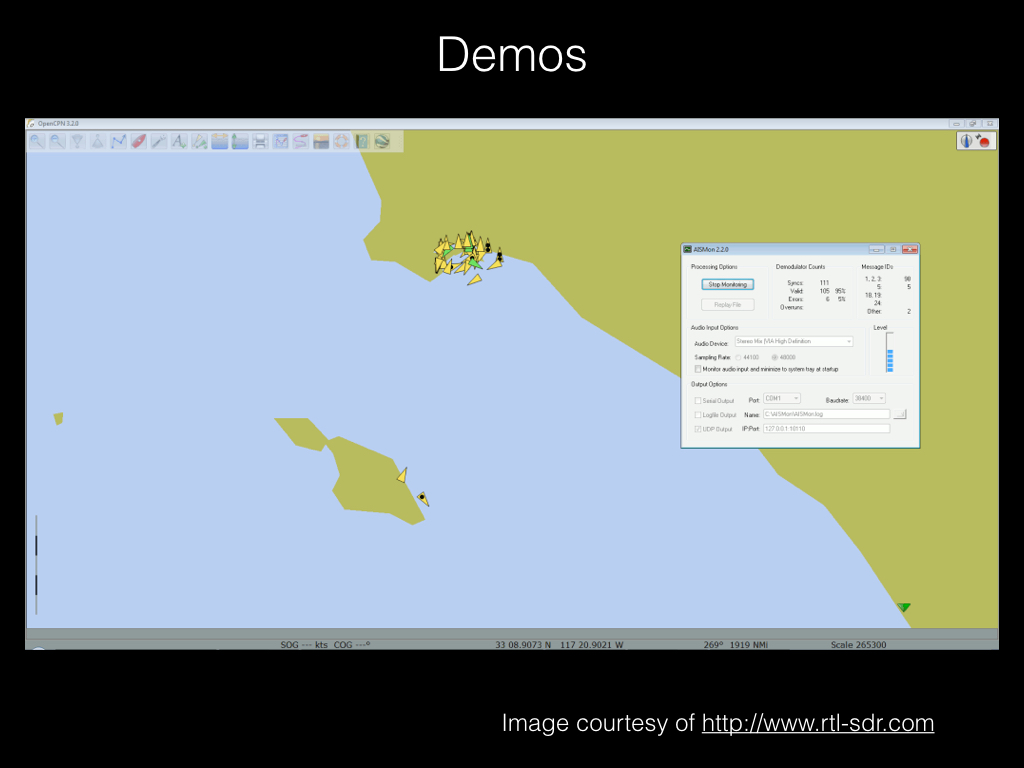 Demos
OpenCPN 3.2.0
AISMon 2.2.0
Processing Options
Demodulator Counts
Message IDs
Stop Monitoring
Replay File
Syncs: 111
Valid: 105 95%
Errors: 6 5%
Overruns:
1, 2, 3: 98
5: 5
18, 19:
24:
Other: 2
Audio Input Options
Level
Audio Device: Stereo Mix (VIA High Definition
Sampling Rate: 44100 48000
Monitor audio input and minimize to system tray at startup
Output Options
Serial Output Port: COM1 Baudrate: 38400
Logfile Output Name: C:\AISMon\AISMon.log
UDP Output IP:Port: 127.0.0.1:10110
SOG --- kts COG ---°
33 08.9073 N 117 20.9021 W
269° 1919 NMI
Scale 265300
Image courtesy of http://www.rtl-sdr.com